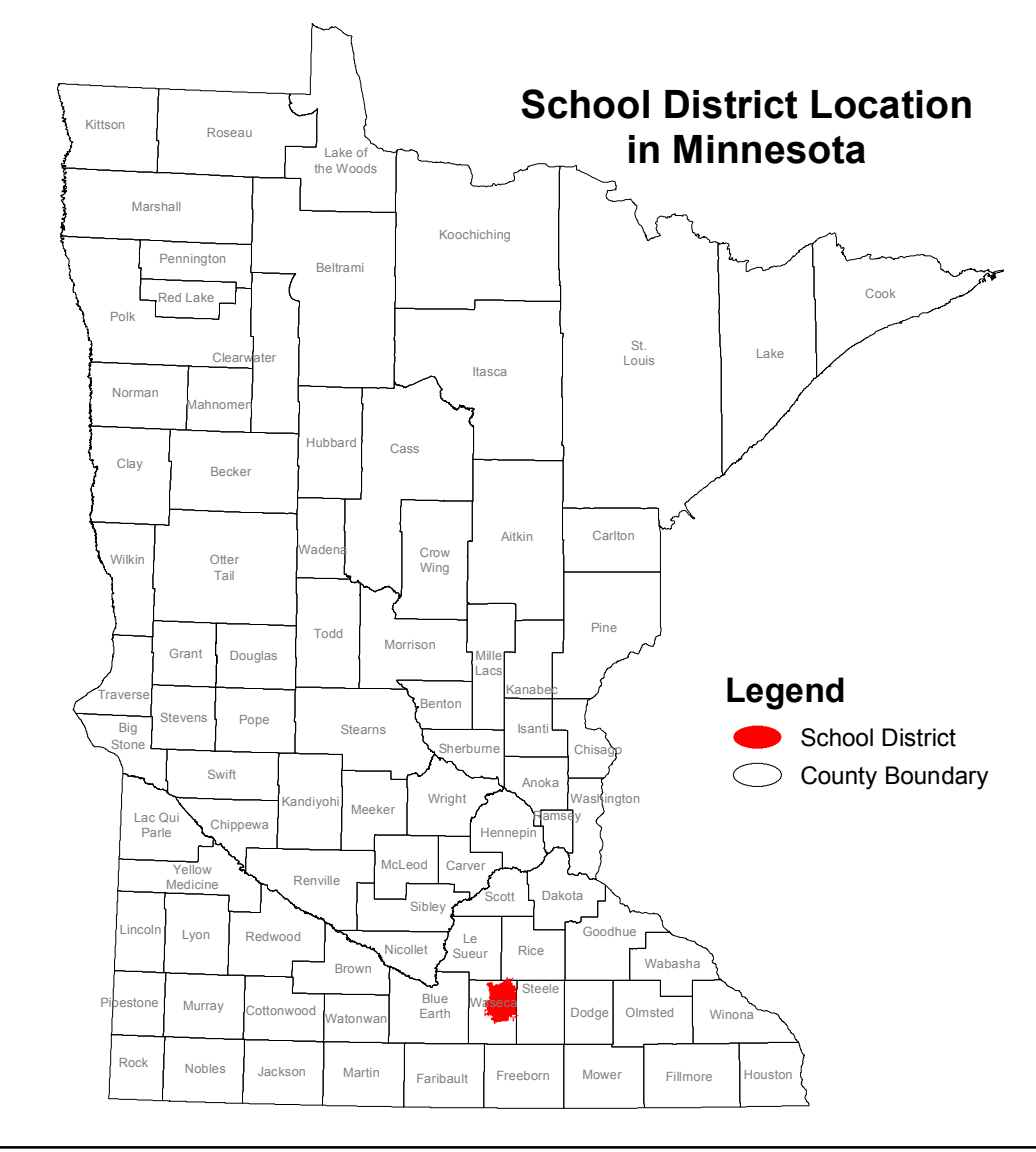 School District Location
in Minnesota
Kittson
Roseau
Lake of
the Woods
Marshall
Koochiching
Pennington
Beltrami
Red Lake
Cook
Polk
St.
Louis
Lake
Clearwater
Itasca
Norman
Mahnomen
Hubbard
Cass
Clay
Becker
Aitkin
Carlton
Wadena
Crow
Wing
Wilkin
Otter
Tail
Pine
Todd
Morrison
Grant
Douglas
Mille
Lacs
Kanabec
Traverse
Legend
Benton
Stevens
Pope
Stearns
Isanti
Big
Stone
School District
Sherburne
Chisago
County Boundary
Swift
Anoka
Kandiyohi
Meeker
Wright
Washington
Lac Qui
Parle
Chippewa
Ramsey
Hennepin
McLeod
Carver
Yellow
Medicine
Renville
Scott
Dakota
Sibley
Lincoln
Lyon
Redwood
Goodhue
Le
Sueur
Nicollet
Rice
Wabasha
Brown
Steele
Pipestone
Murray
Cottonwood
Watonwan
Blue
Earth
Waseca
Dodge
Olmsted
Winona
Rock
Nobles
Jackson
Martin
Faribault
Freeborn
Mower
Fillmore
Houston